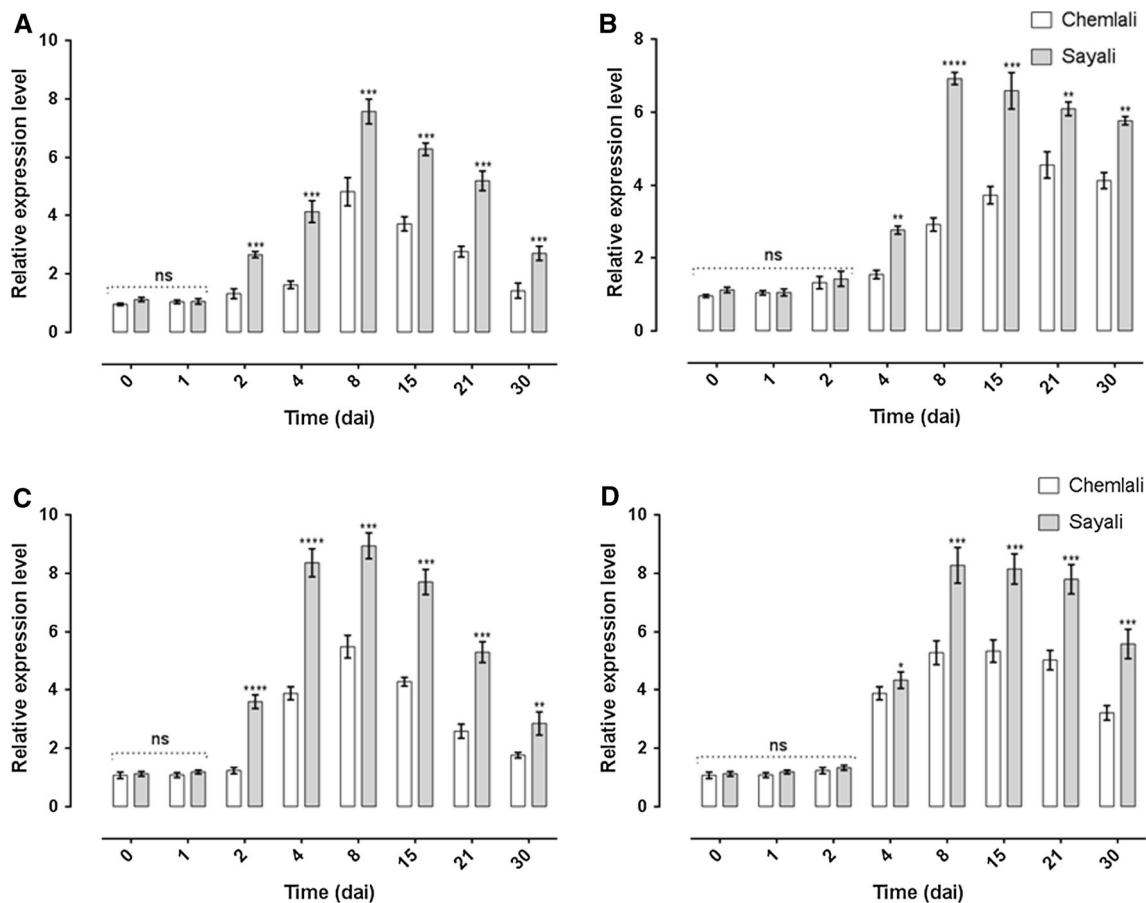 A
Relative expression level
10
8
6
4
2
0
ns
***
***
***
***
***
***
0 1 2 4 8 15 21 30
Time (dai)
B
Chemlali
Sayali
Relative expression level
8
6
4
2
0
ns
**
****
***
**
**
0 1 2 4 8 15 21 30
Time (dai)
C
Relative expression level
10
8
6
4
2
0
ns
****
****
***
***
***
**
0 1 2 4 8 15 21 30
Time (dai)
D
Chemlali
Sayali
Relative expression level
10
8
6
4
2
0
ns
*
***
***
***
***
0 1 2 4 8 15 21 30
Time (dai)